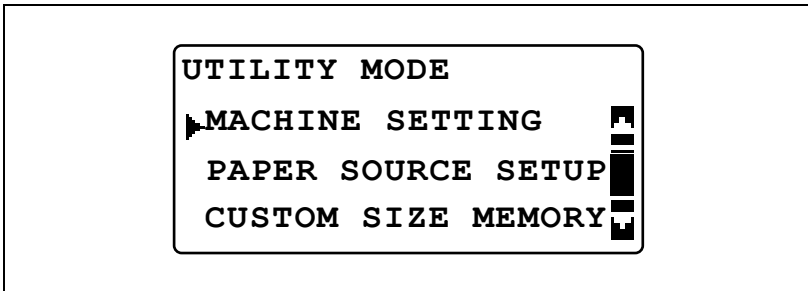 UTILITY MODE
MACHINE SETTING
PAPER SOURCE SETUP
CUSTOM SIZE MEMORY